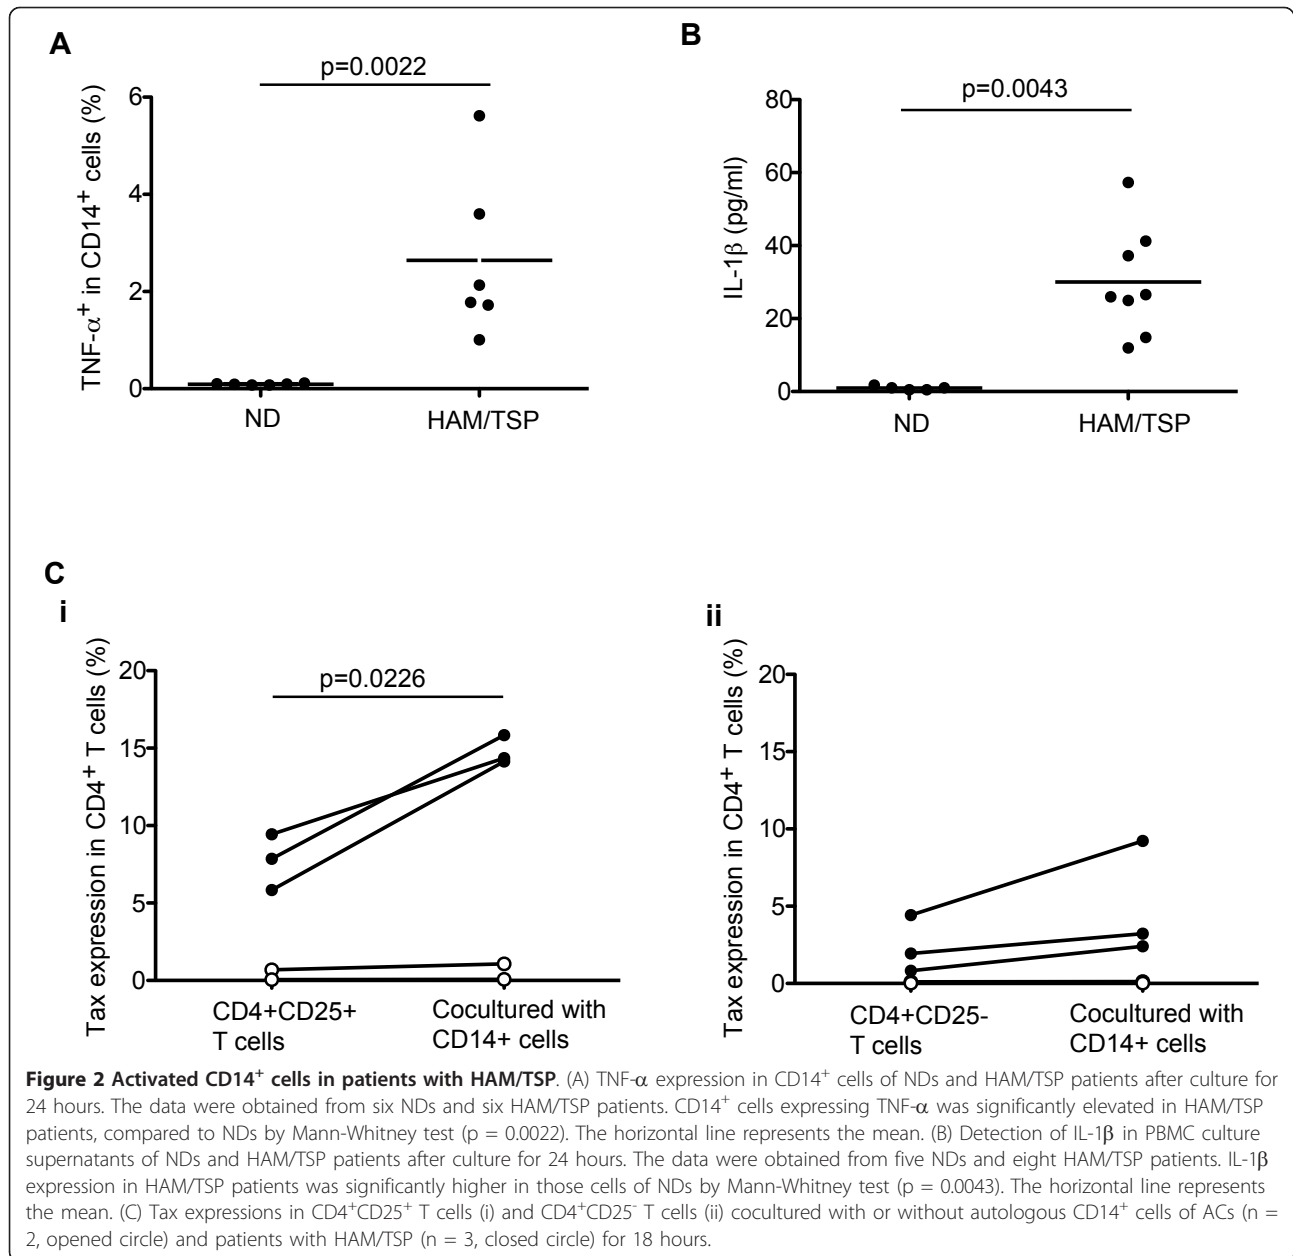 A
p=0.0022
TNF-α⁺ in CD14⁺ cells (%)
6
4
2
0
ND
HAM/TSP
B
p=0.0043
IL-1β (pg/ml)
80
60
40
20
0
ND
HAM/TSP
C
i
p=0.0226
Tax expression in CD4⁺ T cells (%)
20
15
10
5
0
CD4+CD25+
T cells
Cocultured with
CD14+ cells
ii
Tax expression in CD4⁺ T cells (%)
20
15
10
5
0
CD4+CD25-
T cells
Cocultured with
CD14+ cells
Figure 2 Activated CD14⁺ cells in patients with HAM/TSP. (A) TNF-α expression in CD14⁺ cells of NDs and HAM/TSP patients after culture for
24 hours. The data were obtained from six NDs and six HAM/TSP patients. CD14⁺ cells expressing TNF-α was significantly elevated in HAM/TSP
patients, compared to NDs by Mann-Whitney test (p = 0.0022). The horizontal line represents the mean. (B) Detection of IL-1β in PBMC culture
supernatants of NDs and HAM/TSP patients after culture for 24 hours. The data were obtained from five NDs and eight HAM/TSP patients. IL-1β
expression in HAM/TSP patients was significantly higher in those cells of NDs by Mann-Whitney test (p = 0.0043). The horizontal line represents
the mean. (C) Tax expressions in CD4⁺CD25⁺ T cells (i) and CD4⁺CD25⁻ T cells (ii) cocultured with or without autologous CD14⁺ cells of ACs (n =
2, opened circle) and patients with HAM/TSP (n = 3, closed circle) for 18 hours.